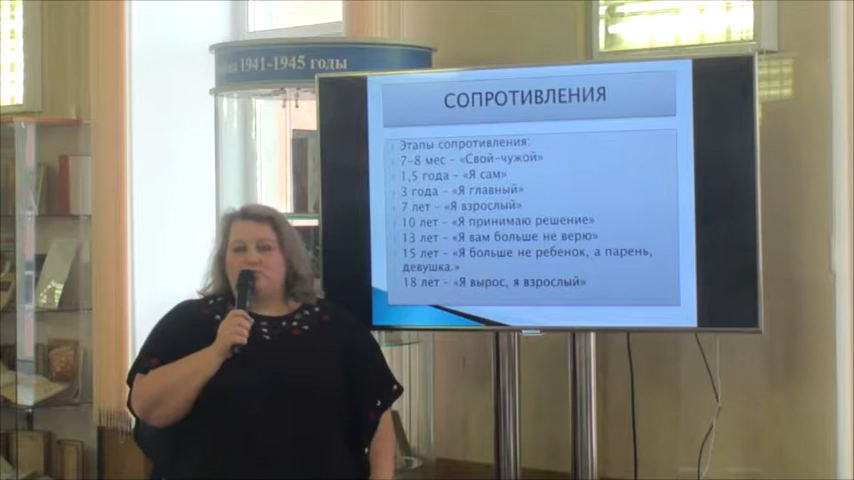 1941-1945 годы
СОПРОТИВЛЕНИЯ
Этапы сопротивления:
7-8 мес - «Свой-чужой»
1,5 года - «Я сам»
3 года - «Я главный»
7 лет - «Я взрослый»
10 лет - «Я принимаю решение»
13 лет - «Я вам больше не верю»
15 лет - «Я больше не ребенок, а парень,
девушка.»
18 лет - «Я вырос, я взрослый»